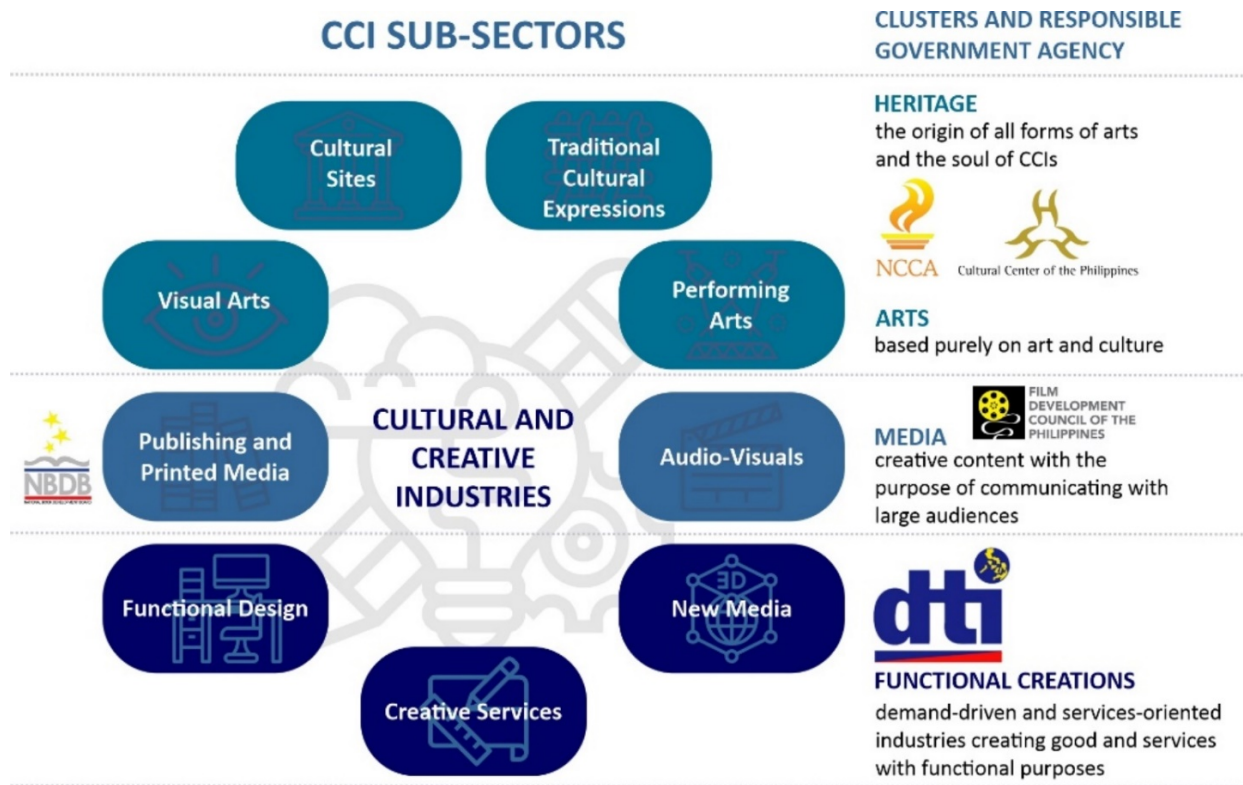 CCI SUB-SECTORS
CLUSTERS AND RESPONSIBLE
GOVERNMENT AGENCY
Cultural
Sites
Traditional
Cultural
Expressions
HERITAGE
the origin of all forms of arts
and the soul of CCIs
NCCA
Cultural Center of the Philippines
Visual Arts
Performing
Arts
ARTS
based purely on art and culture
NBDB
Publishing and
Printed Media
CULTURAL AND
CREATIVE
INDUSTRIES
Audio-Visuals
FILM
DEVELOPMENT
COUNCIL OF THE
PHILIPPINES
MEDIA
creative content with the
purpose of communicating with
large audiences
Functional Design
3D
New Media
Creative Services
dti
FUNCTIONAL CREATIONS
demand-driven and services-oriented
industries creating good and services
with functional purposes